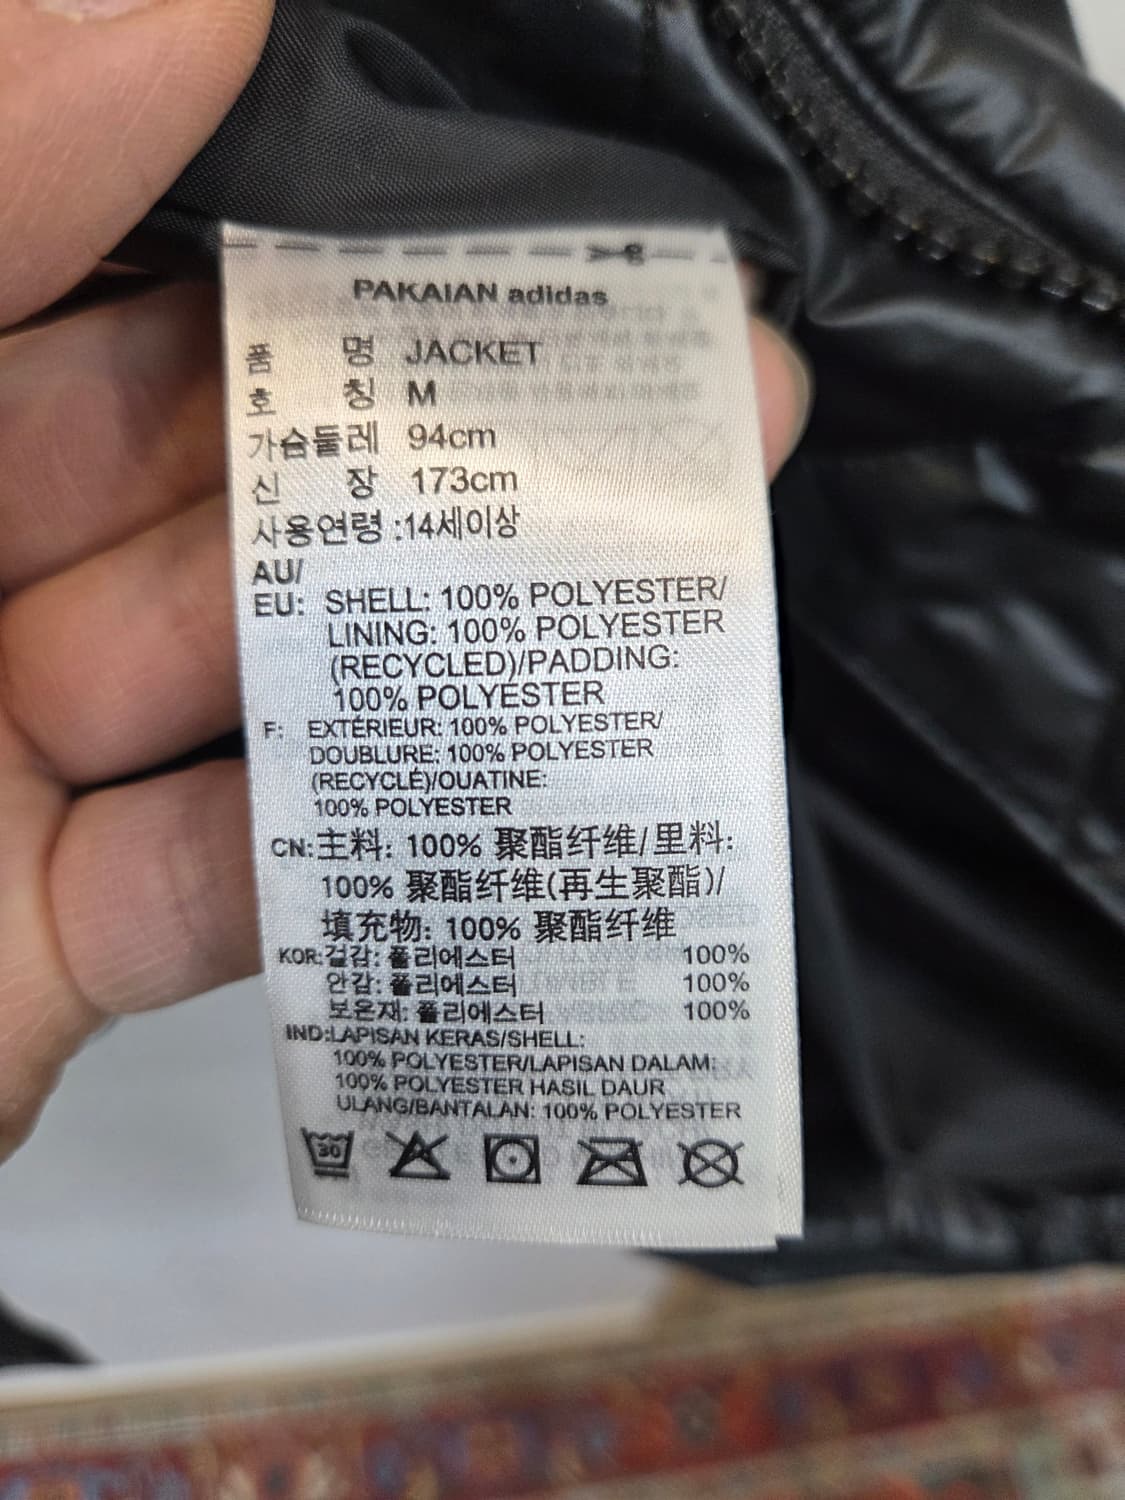 PAKAIAN adidas
품 명 JACKET
호 칭 M
가슴둘레 94cm
신 장 173cm
사용연령 :14세이상
AU/
EU: SHELL: 100% POLYESTER/
LINING: 100% POLYESTER
(RECYCLED)/PADDING:
100% POLYESTER
F: EXTÉRIEUR: 100% POLYESTER/
DOUBLURE: 100% POLYESTER
(RECYCLÉ)/OUATINE:
100% POLYESTER
CN:主料: 100% 聚酯纤维/里料:
100% 聚酯纤维(再生聚酯)/
填充物: 100% 聚酯纤维
KOR:겉감: 폴리에스터 100%
안감: 폴리에스터 100%
보온재: 폴리에스터 100%
IND:LAPISAN KERAS/SHELL:
100% POLYESTER/LAPISAN DALAM:
100% POLYESTER HASIL DAUR
ULANG/BANTALAN: 100% POLYESTER
30